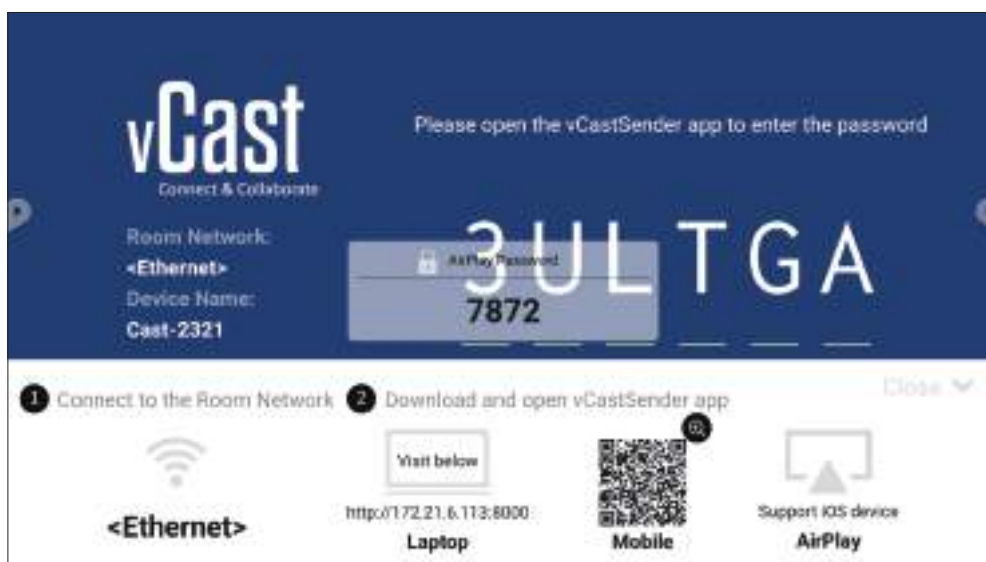 vCast
Connect & Collaborate
Please open the vCastSender app to enter the password
Room Network:
<Ethernet>
Device Name:
Cast-2321
3ULTGA
AirPlay Password
7872
Close
1 Connect to the Room Network
2 Download and open vCastSender app
<Ethernet>
Visit below
http://172.21.6.113:8000
Laptop
Mobile
Support iOS device
AirPlay